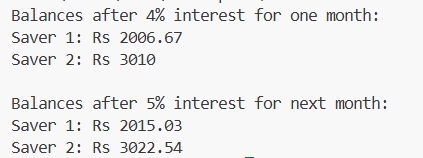 Balances after 4% interest for one month:
Saver 1: Rs 2006.67
Saver 2: Rs 3010
Balances after 5% interest for next month:
Saver 1: Rs 2015.03
Saver 2: Rs 3022.54